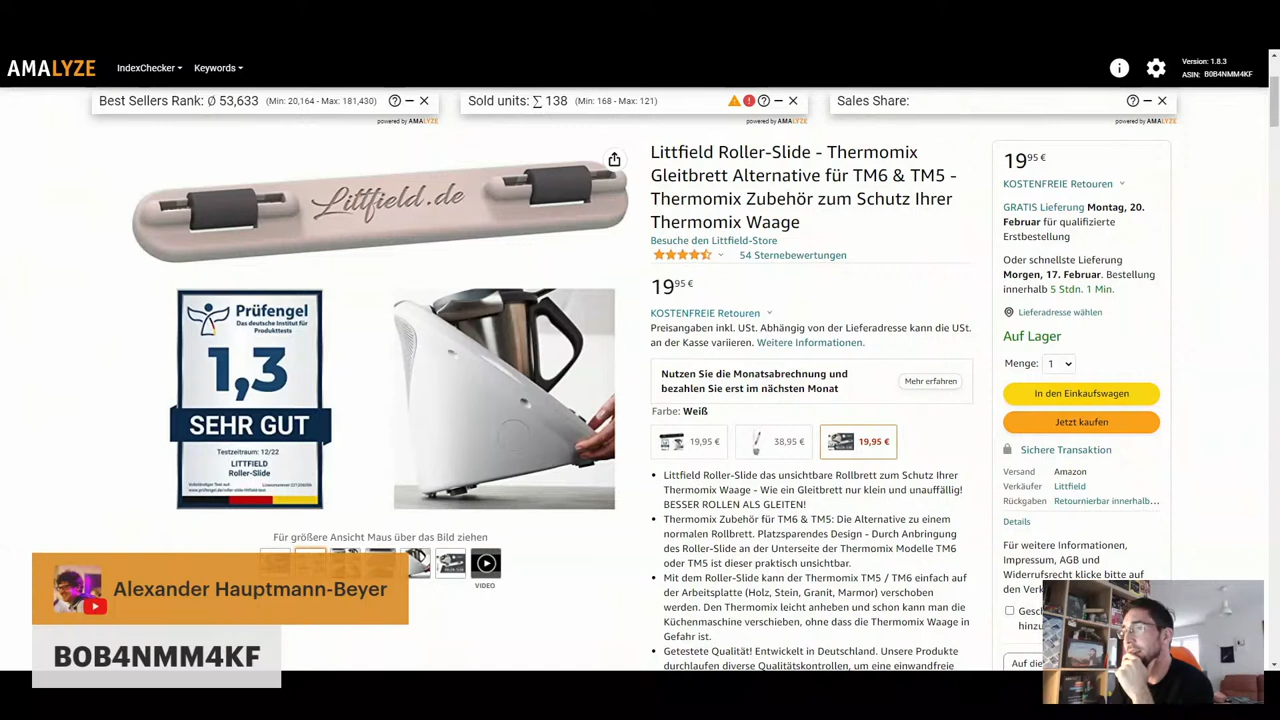 AMALYZE
IndexChecker
Keywords
Version: 1.8.3
ASIN: B0B4NMM4KF
Best Sellers Rank: Ø 53,633 (Min: 20,164 - Max: 181,430)
powered by AMALYZE
Sold units: ∑ 138 (Min: 168 - Max: 121)
powered by AMALYZE
Sales Share:
powered by AMALYZE
Littfield.de
Prüfengel
Das deutsche Institut für
Produkttests
1,3
SEHR GUT
Testzeitraum: 12/22
LITTFIELD
Roller-Slide
Für größere Ansicht Maus über das Bild ziehen
VIDEO
Littfield Roller-Slide - Thermomix
Gleitbrett Alternative für TM6 & TM5 -
Thermomix Zubehör zum Schutz Ihrer
Thermomix Waage
Besuche den Littfield-Store
54 Sternebewertungen
1995 €
KOSTENFREIE Retouren
Preisangaben inkl. USt. Abhängig von der Lieferadresse kann die USt.
an der Kasse variieren. Weitere Informationen.
Nutzen Sie die Monatsabrechnung und
bezahlen Sie erst im nächsten Monat
Mehr erfahren
Farbe: Weiß
19,95 €
38,95 €
19,95 €
Littfield Roller-Slide das unsichtbare Rollbrett zum Schutz Ihrer
Thermomix Waage - Wie ein Gleitbrett nur klein und unauffällig!
BESSER ROLLEN ALS GLEITEN!
Thermomix Zubehör für TM6 & TM5: Die Alternative zu einem
normalen Rollbrett. Platzsparendes Design - Durch Anbringung
des Roller-Slide an der Unterseite der Thermomix Modelle TM6
oder TM5 ist dieser praktisch unsichtbar.
Mit dem Roller-Slide kann der Thermomix TM5 / TM6 einfach auf
der Arbeitsplatte (Holz, Stein, Granit, Marmor) verschoben
werden. Den Thermomix leicht anheben und schon kann man die
Küchenmaschine verschieben, ohne dass die Thermomix Waage in
Gefahr ist.
Getestete Qualität! Entwickelt in Deutschland. Unsere Produkte
durchlaufen diverse Qualitätskontrollen, um eine einwandfreie
1995 €
KOSTENFREIE Retouren
GRATIS Lieferung Montag, 20.
Februar für qualifizierte
Erstbestellung
Oder schnellste Lieferung
Morgen, 17. Februar. Bestellung
innerhalb 5 Stdn. 1 Min.
Lieferadresse wählen
Auf Lager
Menge: 1
In den Einkaufswagen
Jetzt kaufen
Sichere Transaktion
Versand Amazon
Verkäufer Littfield
Rückgaben Retournierbar innerhalb…
Details
Für weitere Informationen,
Impressum, AGB und
Widerrufsrecht klicke bitte auf
den Verk
Gesc
hinzu
Auf die
Alexander Hauptmann-Beyer
B0B4NMM4KF